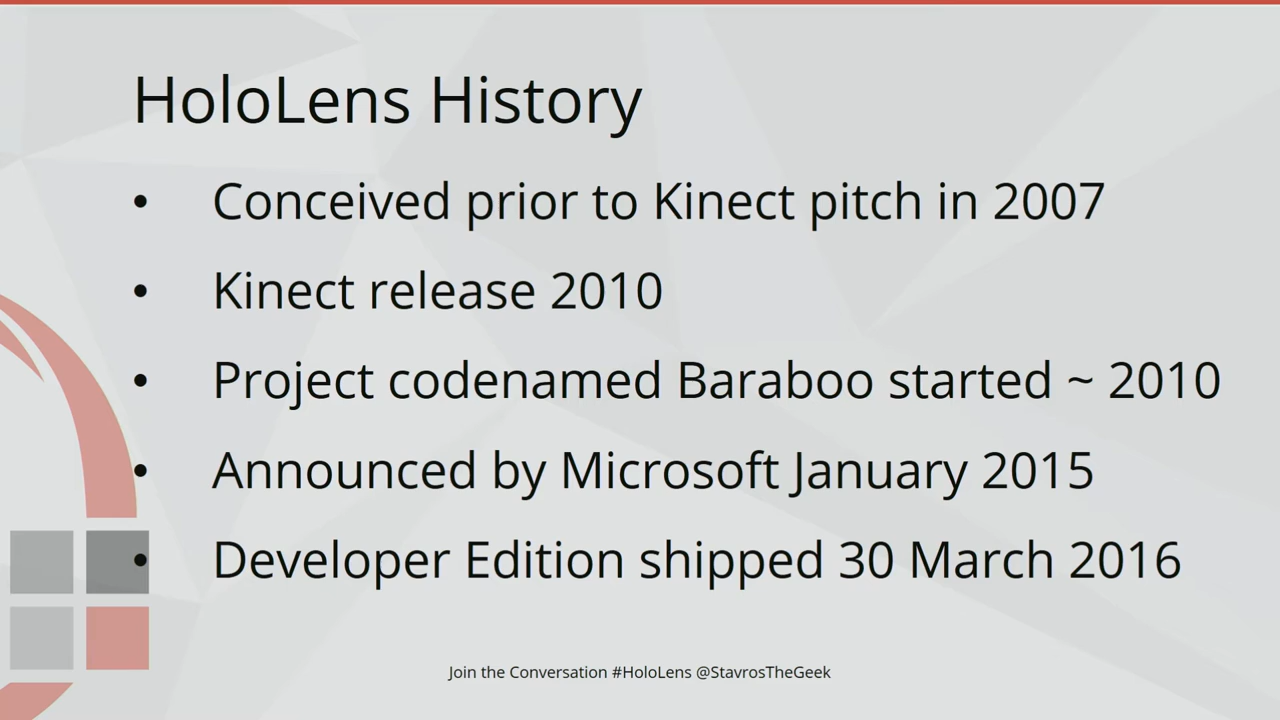 HoloLens History
• Conceived prior to Kinect pitch in 2007
• Kinect release 2010
• Project codenamed Baraboo started ~ 2010
• Announced by Microsoft January 2015
• Developer Edition shipped 30 March 2016
Join the Conversation #HoloLens @StavrosTheGeek